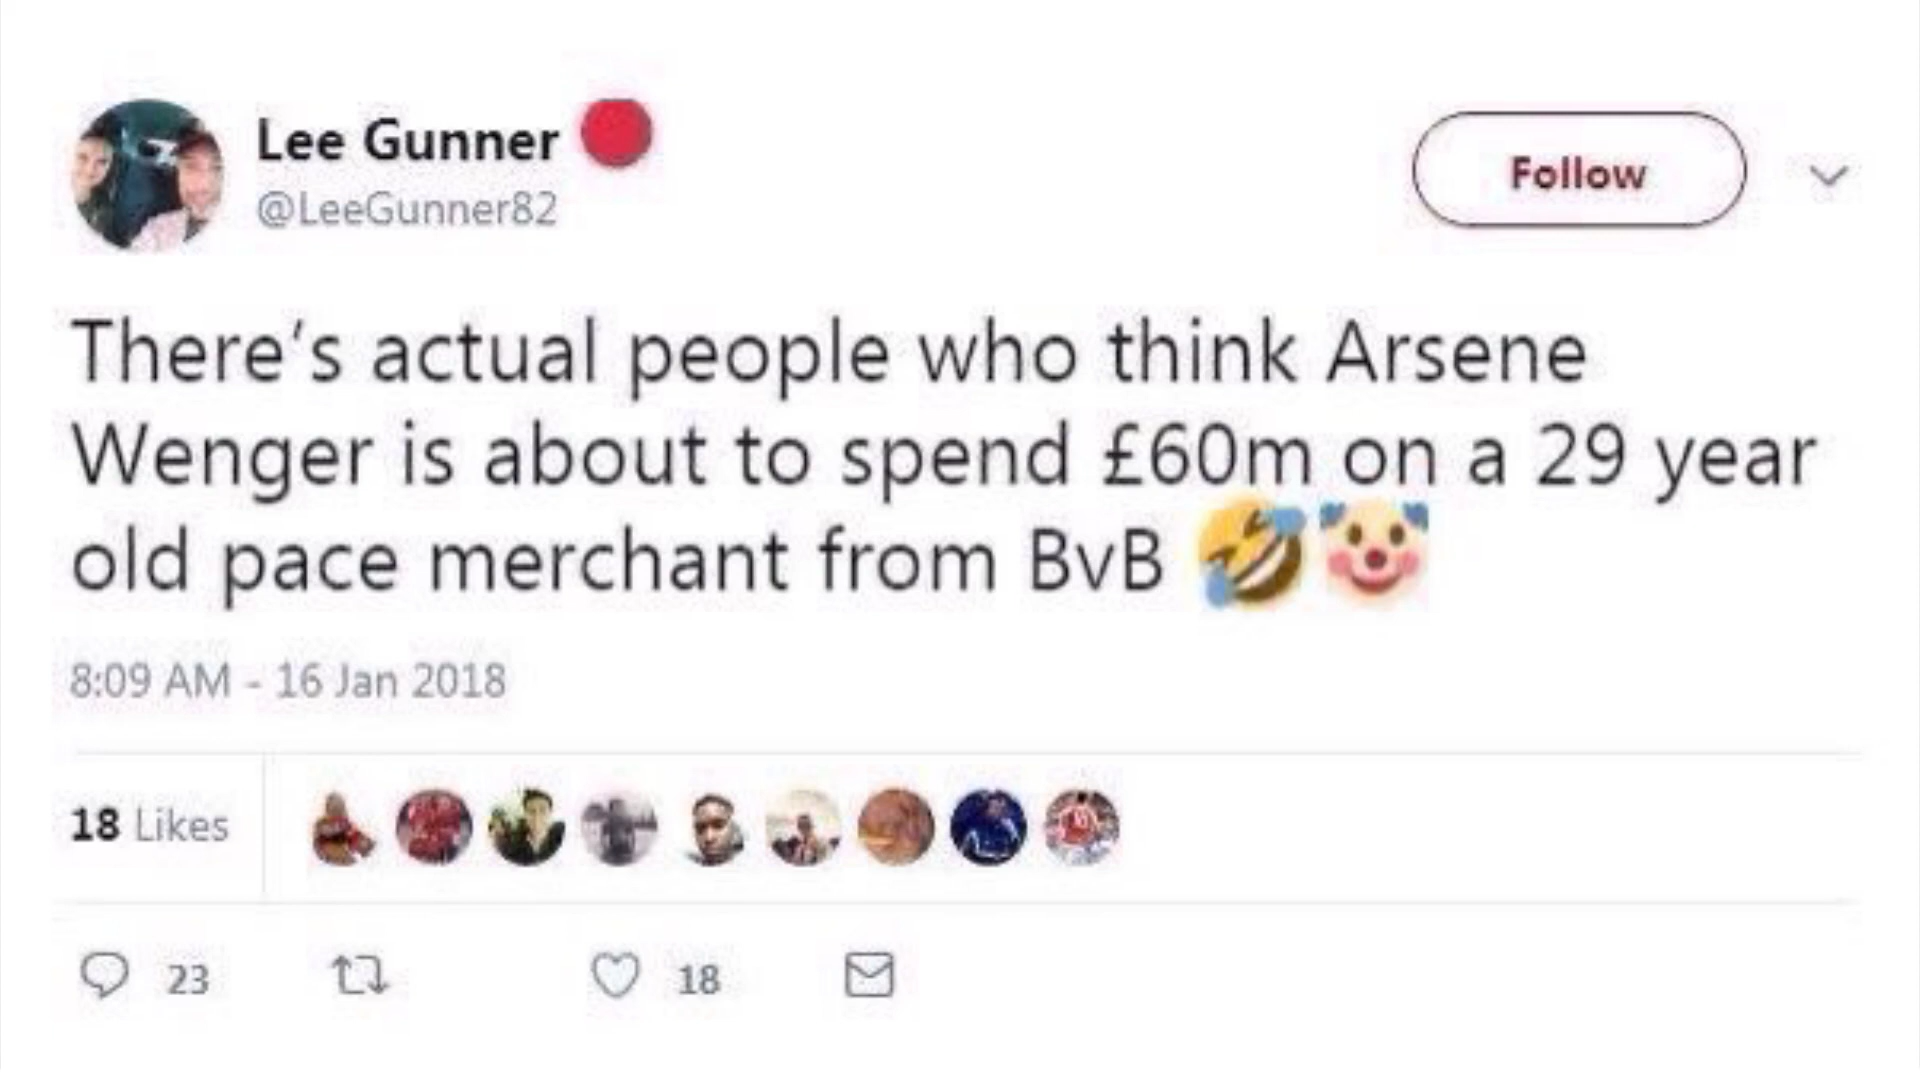 Lee Gunner 🔴
@LeeGunner82
Follow
There's actual people who think Arsene
Wenger is about to spend £60m on a 29 year
old pace merchant from BvB 🤣🤡
8:09 AM - 16 Jan 2018
18 Likes
23
18